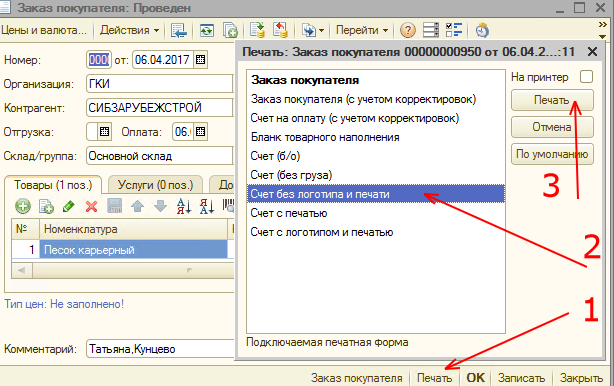 Заказ покупателя: Проведен
Цены и валюта... Действия Перейти
Номер: 000 от: 06.04.2017
Организация: ГКИ
Контрагент: СИБЗАРУБЕЖСТРОЙ
Отгрузка: Оплата: 06.
Склад/группа: Основной склад
Товары (1 поз.) Услуги (0 поз.) До
№ Номенклатура
1 Песок карьерный
Тип цен: Не заполнено!
Комментарий: Татьяна,Кунцево
Заказ покупателя Печать OK Записать Закрыть
Печать: Заказ покупателя 00000000950 от 06.04.2...:11
Заказ покупателя
Заказ покупателя (с учетом корректировок)
Счет на оплату (с учетом корректировок)
Бланк товарного наполнения
Счет (б/о)
Счет (без груза)
Счет без логотипа и печати
Счет с печатью
Счет с логотипом и печатью
Подключаемая печатная форма
На принтер
Печать
Отмена
По умолчанию
3
2
1